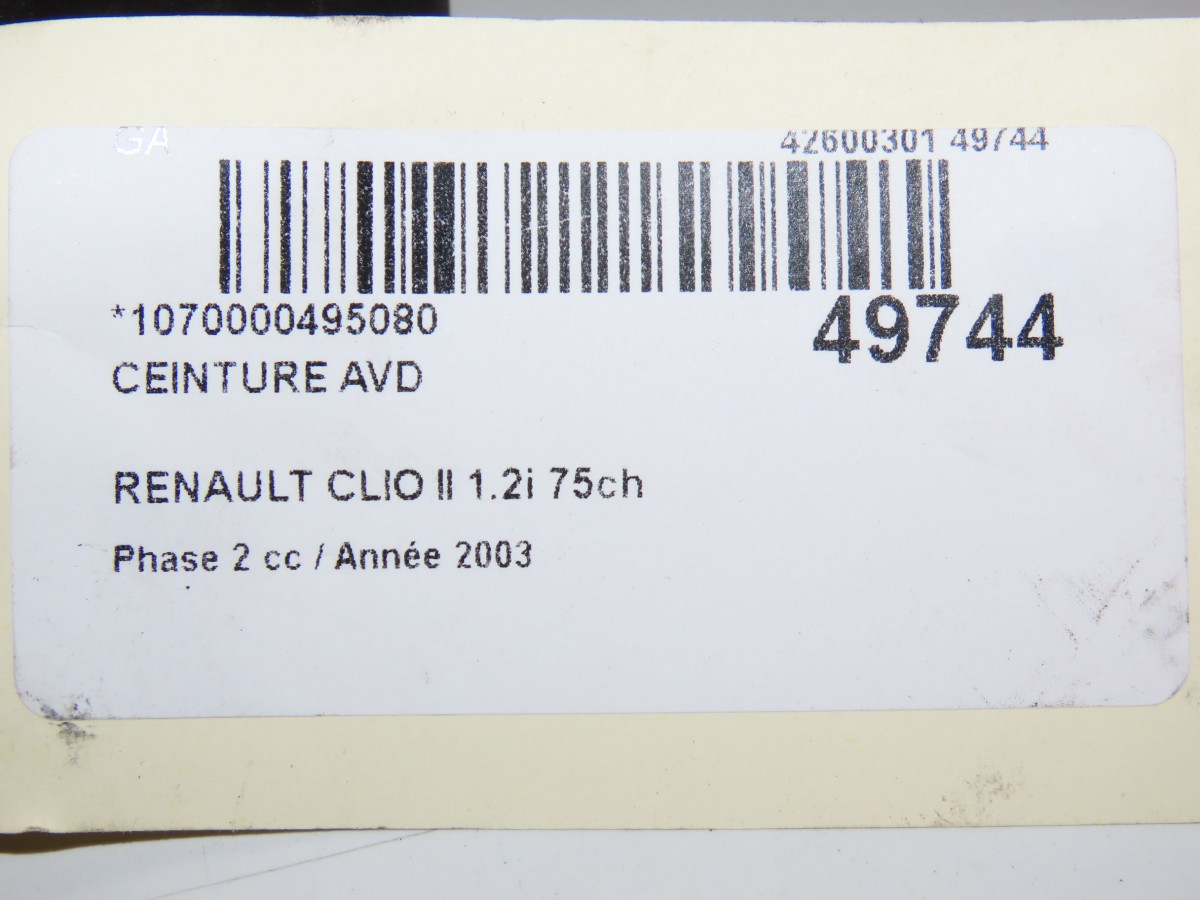 GA
42600301 49744
*1070000495080
49744
CEINTURE AVD
RENAULT CLIO II 1.2i 75ch
Phase 2 cc / Année 2003